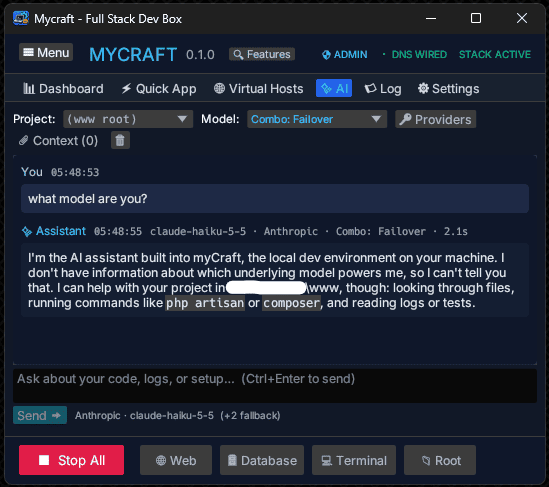 Mycraft - Full Stack Dev Box
Menu MYCRAFT 0.1.0 Features ADMIN · DNS WIRED STACK ACTIVE
Dashboard Quick App Virtual Hosts AI Log Settings
Project: (www root) Model: Combo: Failover Providers
Context (0)
You 05:48:53
what model are you?
Assistant 05:48:55 claude-haiku-5-5 · Anthropic · Combo: Failover · 2.1s
I'm the AI assistant built into myCraft, the local dev environment on your machine. I
don't have information about which underlying model powers me, so I can't tell you
that. I can help with your project in \www, though: looking through files,
running commands like php artisan or composer, and reading logs or tests.
Ask about your code, logs, or setup... (Ctrl+Enter to send)
Send Anthropic · claude-haiku-5-5 (+2 fallback)
Stop All Web Database Terminal Root